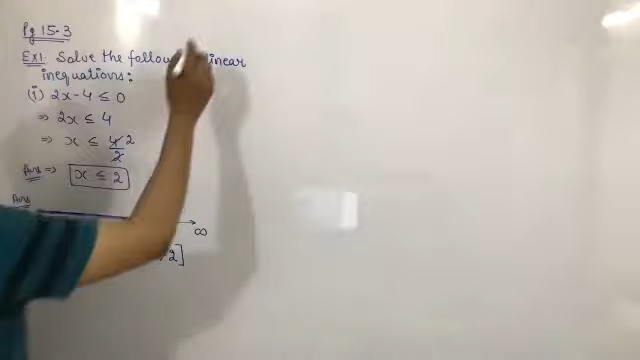 Pg 15.3
EX1: Solve the linear
inequations:
(i) 2x - 4 ≤ 0
⇒ 2x ≤ 4
⇒ x ≤ 4/2 2
Ans ⇒ x ≤ 2
Ans
∞
2]